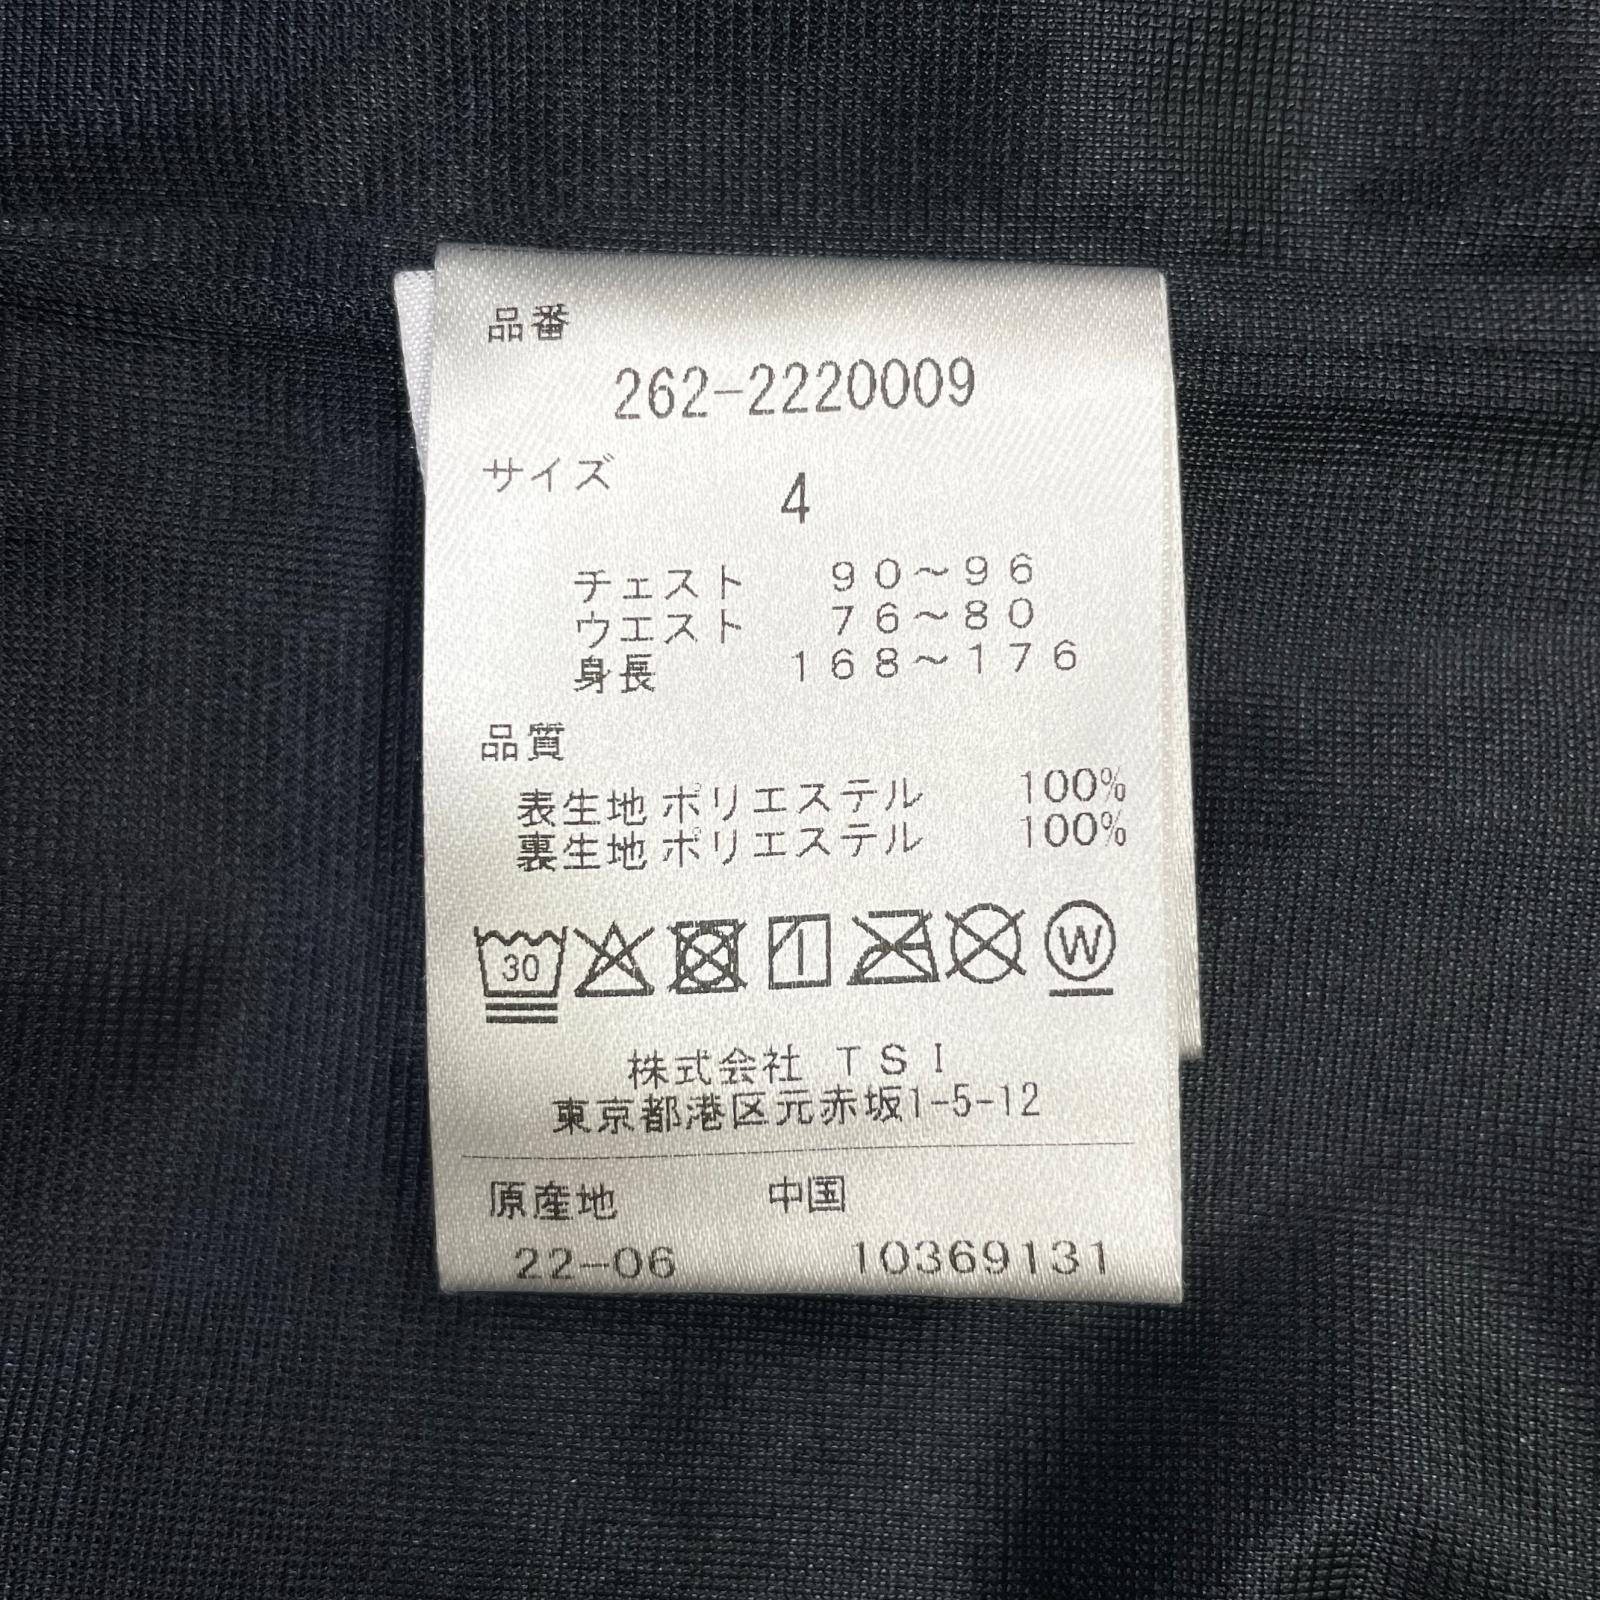 品番
262-2220009
サイズ 4
チェスト 90～96
ウエスト 76～80
身長 168～176
品質
表生地 ポリエステル 100%
裏生地 ポリエステル 100%
30 W
株式会社 TSI
東京都港区元赤坂1-5-12
原産地 中国
22-06 10369131